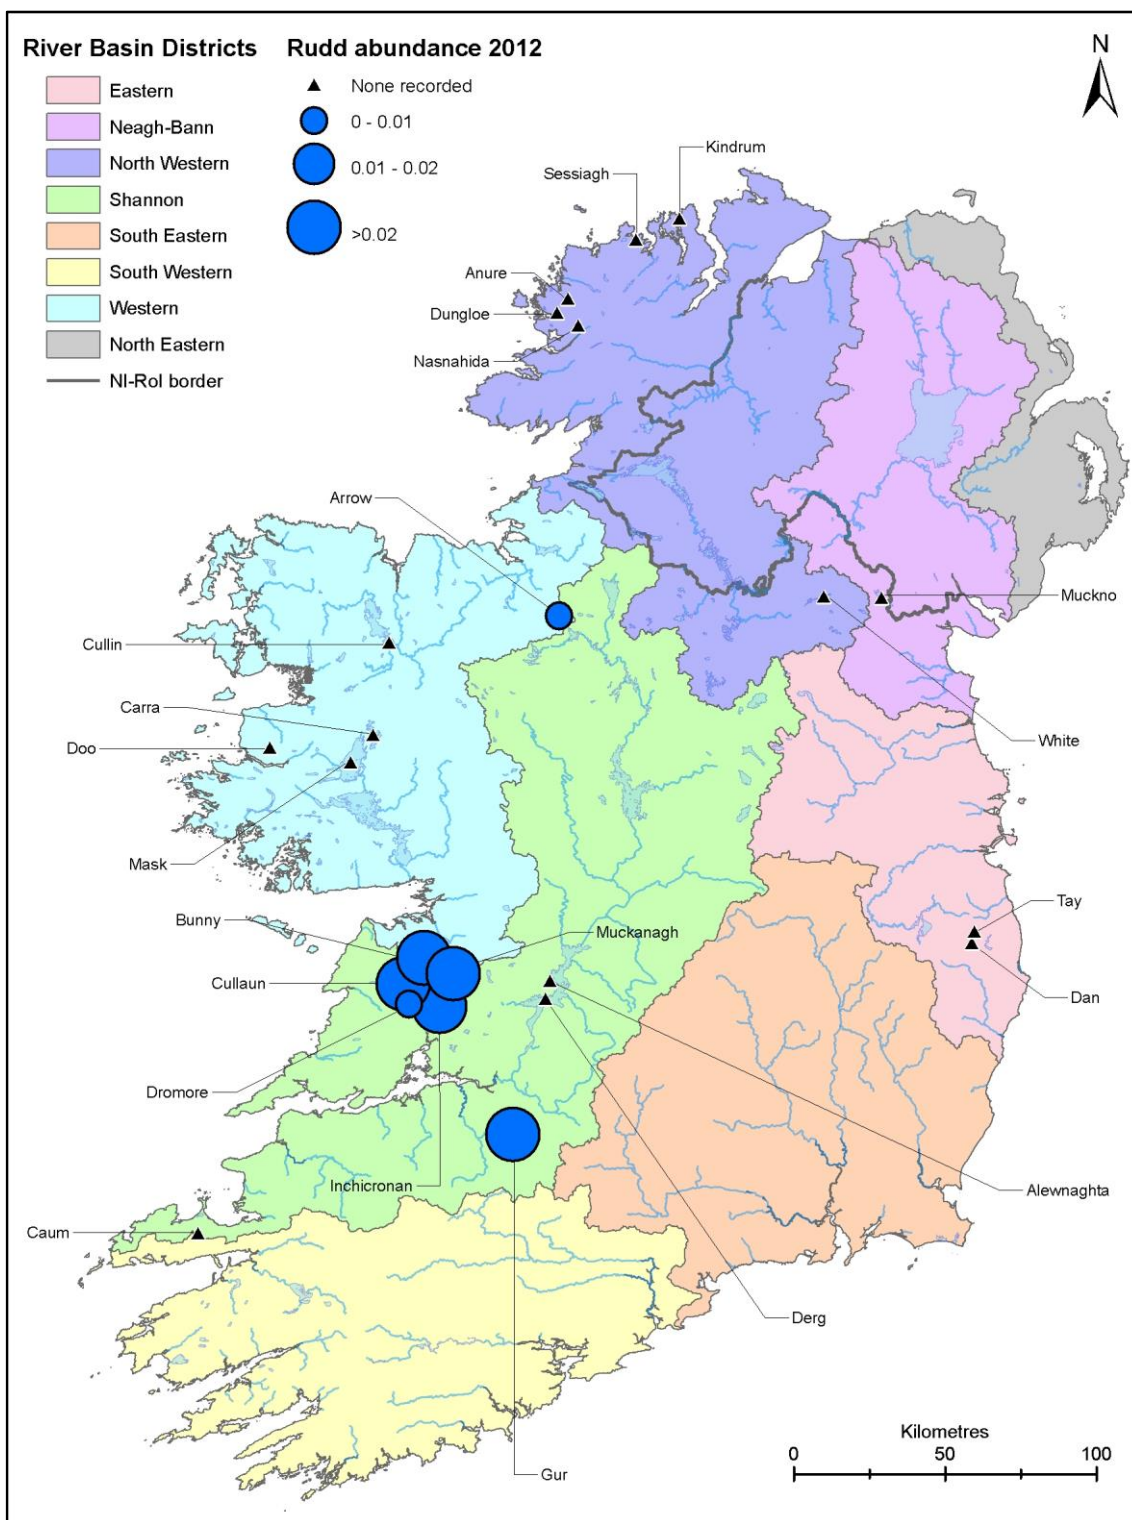 River Basin Districts
Eastern
Neagh-Bann
North Western
Shannon
South Eastern
South Western
Western
North Eastern
NI-RoI border
Rudd abundance 2012
None recorded
0 - 0.01
0.01 - 0.02
>0.02
N
Kindrum
Sessiagh
Anure
Dungloe
Nasnahida
Arrow
Muckno
Cullin
Carra
White
Doo
Mask
Tay
Bunny
Muckanagh
Cullaun
Dan
Dromore
Inchicronan
Alewnaghta
Caum
Derg
Gur
Kilometres
0 50 100